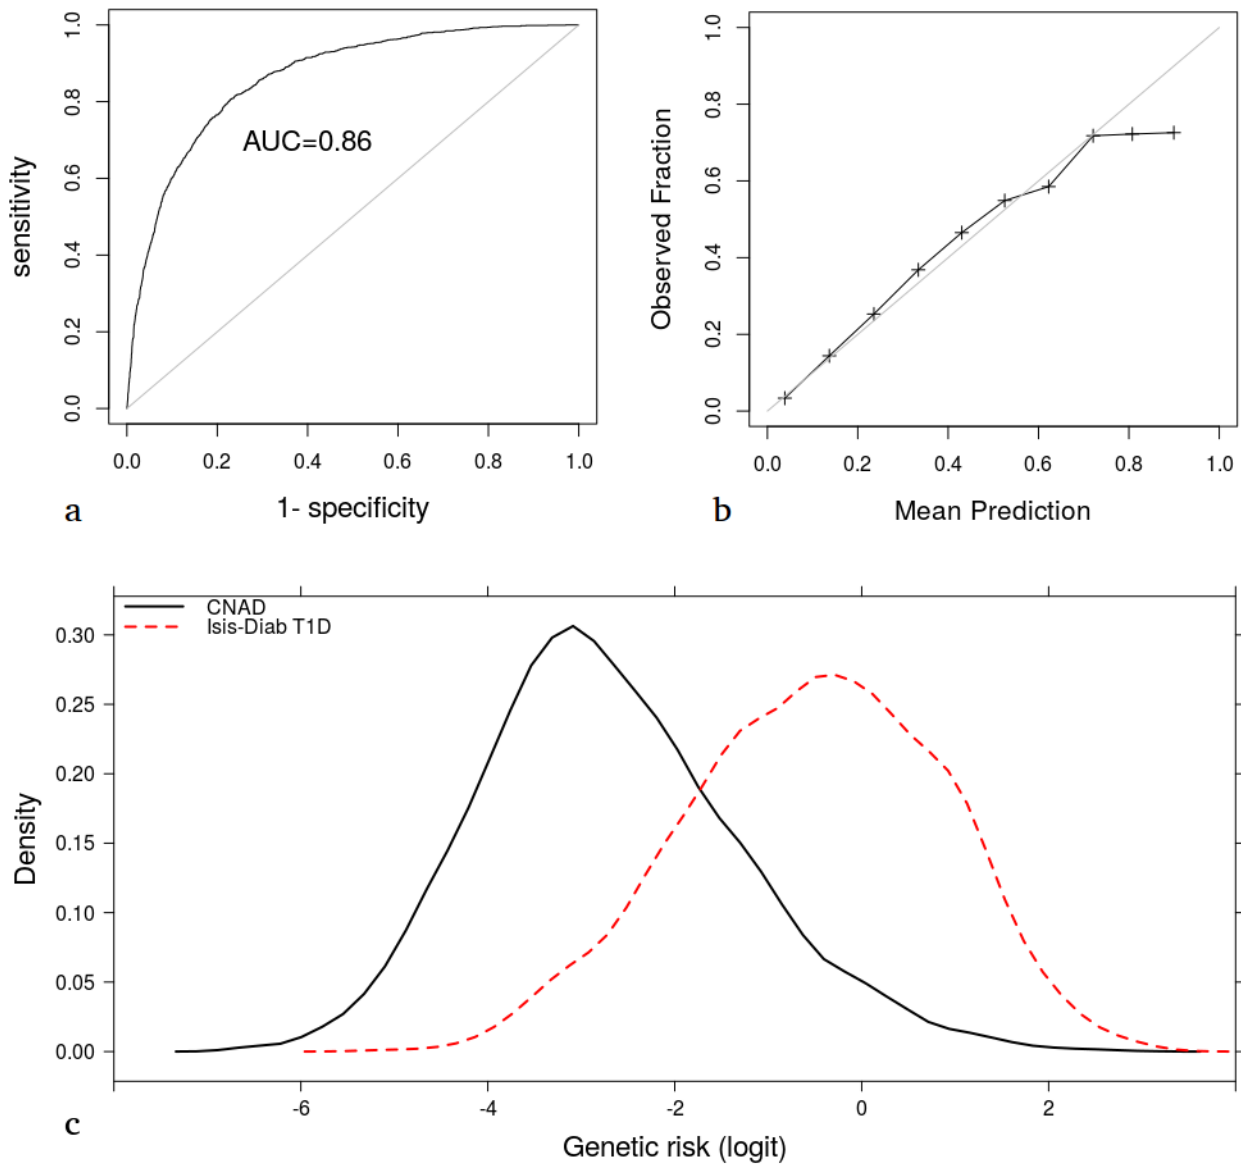 1.0
0.8
0.6
0.4
0.2
0.0
sensitivity
AUC=0.86
0.0 0.2 0.4 0.6 0.8 1.0
1- specificity
a
1.0
0.8
0.6
0.4
0.2
0.0
Observed Fraction
0.0 0.2 0.4 0.6 0.8 1.0
Mean Prediction
b
CNAD
Isis-Diab T1D
0.30
0.25
0.20
0.15
0.10
0.05
0.00
Density
-6 -4 -2 0 2
Genetic risk (logit)
c